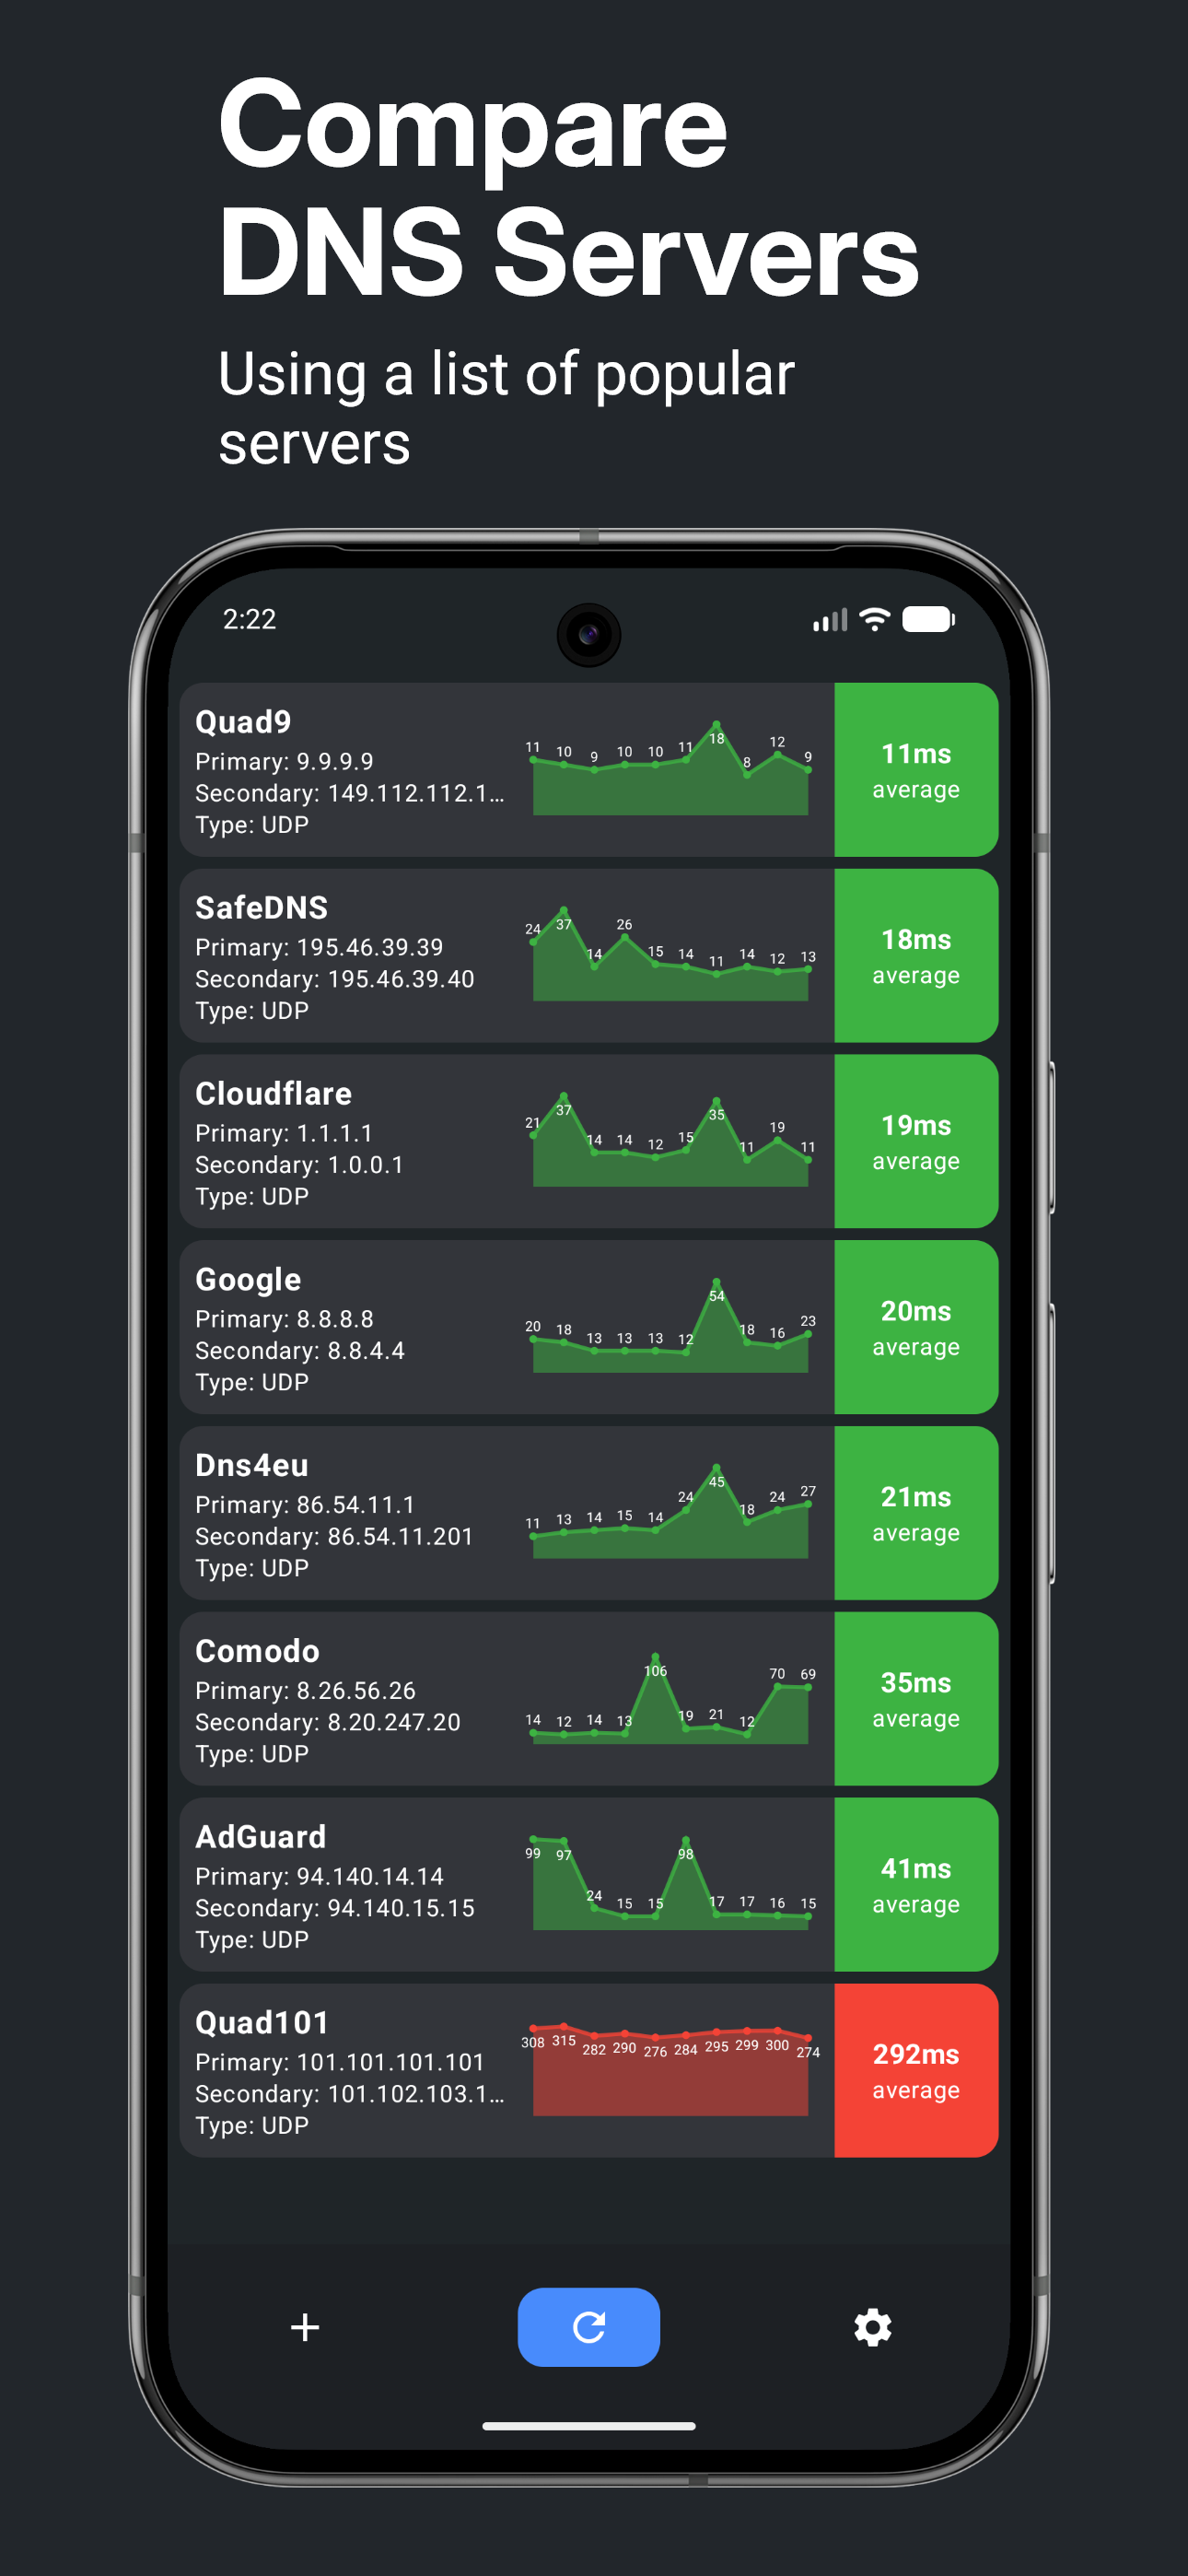 Compare
DNS Servers
Using a list of popular
servers
2:22
Quad9
Primary: 9.9.9.9
Secondary: 149.112.112.1...
Type: UDP
11 10 9 10 10 11 18 8 12 9
11ms
average
SafeDNS
Primary: 195.46.39.39
Secondary: 195.46.39.40
Type: UDP
24 37 14 26 15 14 11 14 12 13
18ms
average
Cloudflare
Primary: 1.1.1.1
Secondary: 1.0.0.1
Type: UDP
21 37 14 14 12 15 35 11 19 11
19ms
average
Google
Primary: 8.8.8.8
Secondary: 8.8.4.4
Type: UDP
20 18 13 13 13 12 54 18 16 23
20ms
average
Dns4eu
Primary: 86.54.11.1
Secondary: 86.54.11.201
Type: UDP
11 13 14 15 14 24 45 18 24 27
21ms
average
Comodo
Primary: 8.26.56.26
Secondary: 8.20.247.20
Type: UDP
14 12 14 13 106 19 21 12 70 69
35ms
average
AdGuard
Primary: 94.140.14.14
Secondary: 94.140.15.15
Type: UDP
99 97 24 15 15 98 17 17 16 15
41ms
average
Quad101
Primary: 101.101.101.101
Secondary: 101.102.103.1...
Type: UDP
308 315 282 290 276 284 295 299 300 274
292ms
average